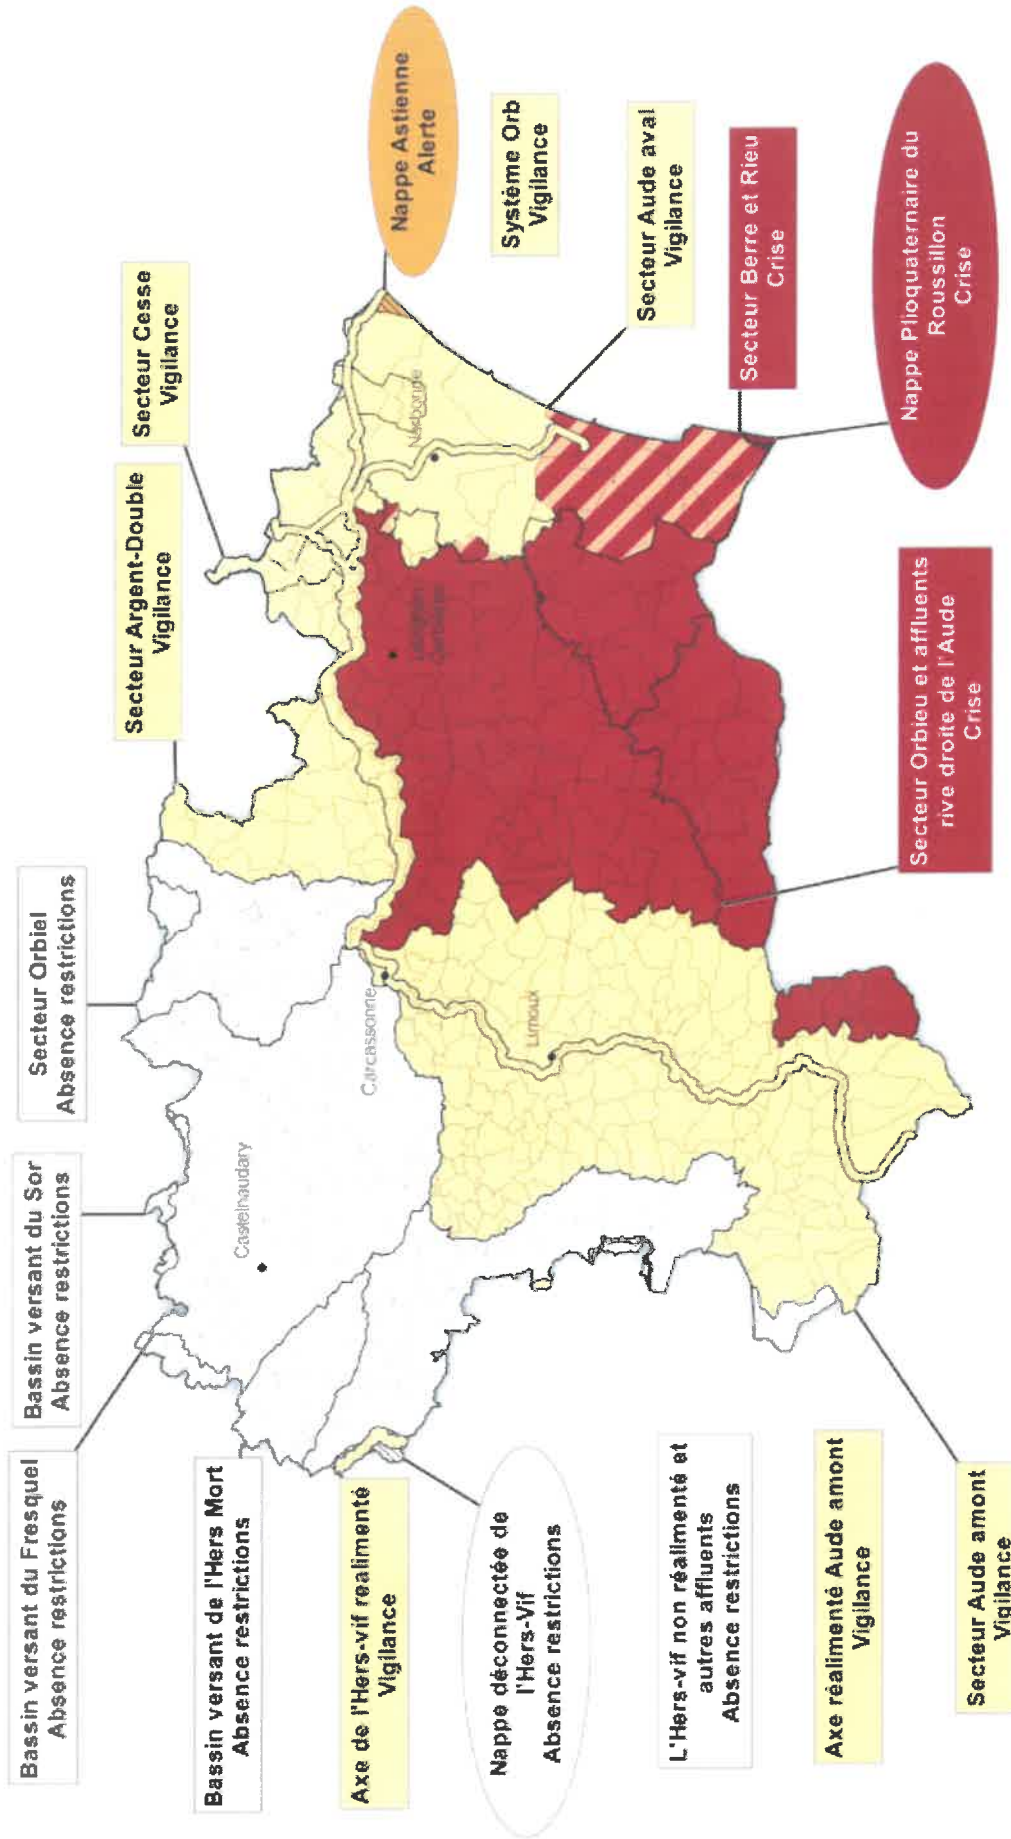 Bassin versant du Fresquel
Absence restrictions
Bassin versant du Sor
Absence restrictions
Secteur Orbiel
Absence restrictions
Secteur Argent-Double
Vigilance
Secteur Cesse
Vigilance
Nappe Astienne
Alerte
Système Orb
Vigilance
Secteur Aude aval
Vigilance
Secteur Berre et Rieu
Crise
Nappe Plioquaternaire du
Roussillon
Crise
Secteur Orbieu et affluents
rive droite de l'Aude
Crise
Bassin versant de l'Hers Mort
Absence restrictions
Axe de l'Hers-vif realimenté
Vigilance
Nappe déconnectée de
l'Hers-Vif
Absence restrictions
L'Hers-vif non réalimenté et
autres affluents
Absence restrictions
Axe réalimenté Aude amont
Vigilance
Secteur Aude amont
Vigilance
Castelnaudary
Carcassonne
Limoux
Narbonne